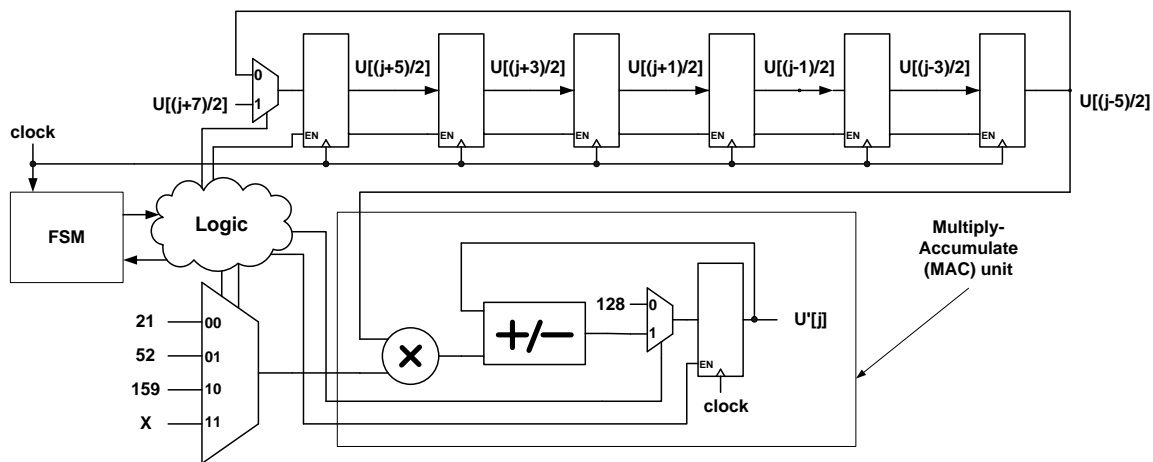 U[(j+5)/2]
U[(j+3)/2]
U[(j+1)/2]
U[(j-1)/2]
U[(j-3)/2]
0
U[(j+7)/2]
1
U[(j-5)/2]
clock
EN
EN
EN
EN
EN
EN
FSM
Logic
Multiply-
Accumulate
(MAC) unit
128
0
1
U'[j]
+/−
21
00
52
01
×
EN
159
10
clock
X
11